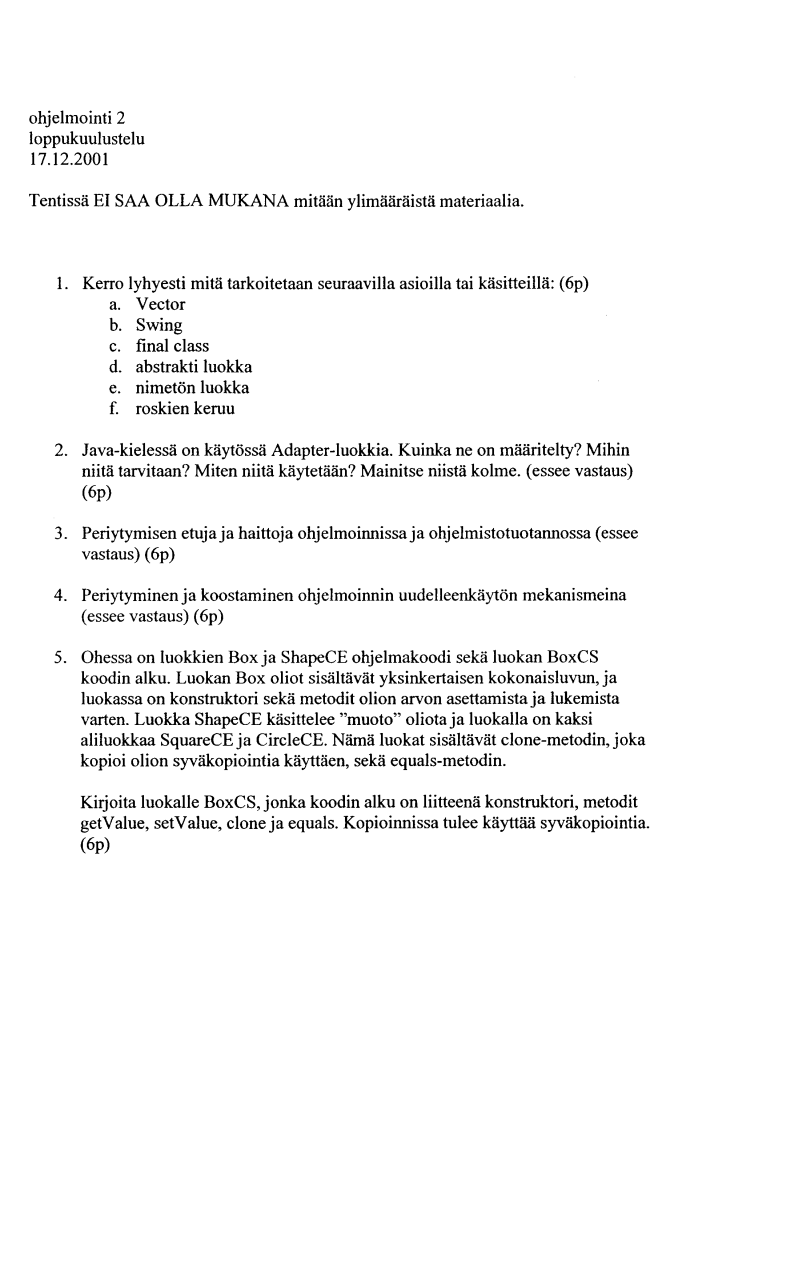 ohjelmointi 2
loppukuulustelu
17.12.2001
Tentissä EI SAA OLLA MUKANA mitään ylimääräistä materiaalia.
1. Kerro lyhyesti mitä tarkoitetaan seuraavilla asioilla tai käsitteillä: (6p)
a. Vector
b. Swing
c. final class
d. abstrakti luokka
e. nimetön luokka
f. roskien keruu
2. Java-kielessä on käytössä Adapter-luokkia. Kuinka ne on määritelty? Mihin
niitä tarvitaan? Miten niitä käytetään? Mainitse niistä kolme. (essee vastaus)
(6p)
3. Periytymisen etuja ja haittoja ohjelmoinnissa ja ohjelmistotuotannossa (essee
vastaus) (6p)
4. Periytyminen ja koostaminen ohjelmoinnin uudelleenkäytön mekanismeina
(essee vastaus) (6p)
5. Ohessa on luokkien Box ja ShapeCE ohjelmakoodi sekä luokan BoxCS
koodin alku. Luokan Box oliot sisältävät yksinkertaisen kokonaisluvun, ja
luokassa on konstruktori sekä metodit olion arvon asettamista ja lukemista
varten. Luokka ShapeCE käsittelee ”muoto” oliota ja luokalla on kaksi
aliluokkaa SquareCE ja CircleCE. Nämä luokat sisältävät clone-metodin, joka
kopioi olion syväkopiointia käyttäen, sekä equals-metodin.
Kirjoita luokalle BoxCS, jonka koodin alku on liitteenä konstruktori, metodit
getValue, setValue, clone ja equals. Kopioinnissa tulee käyttää syväkopiointia.
(6p)